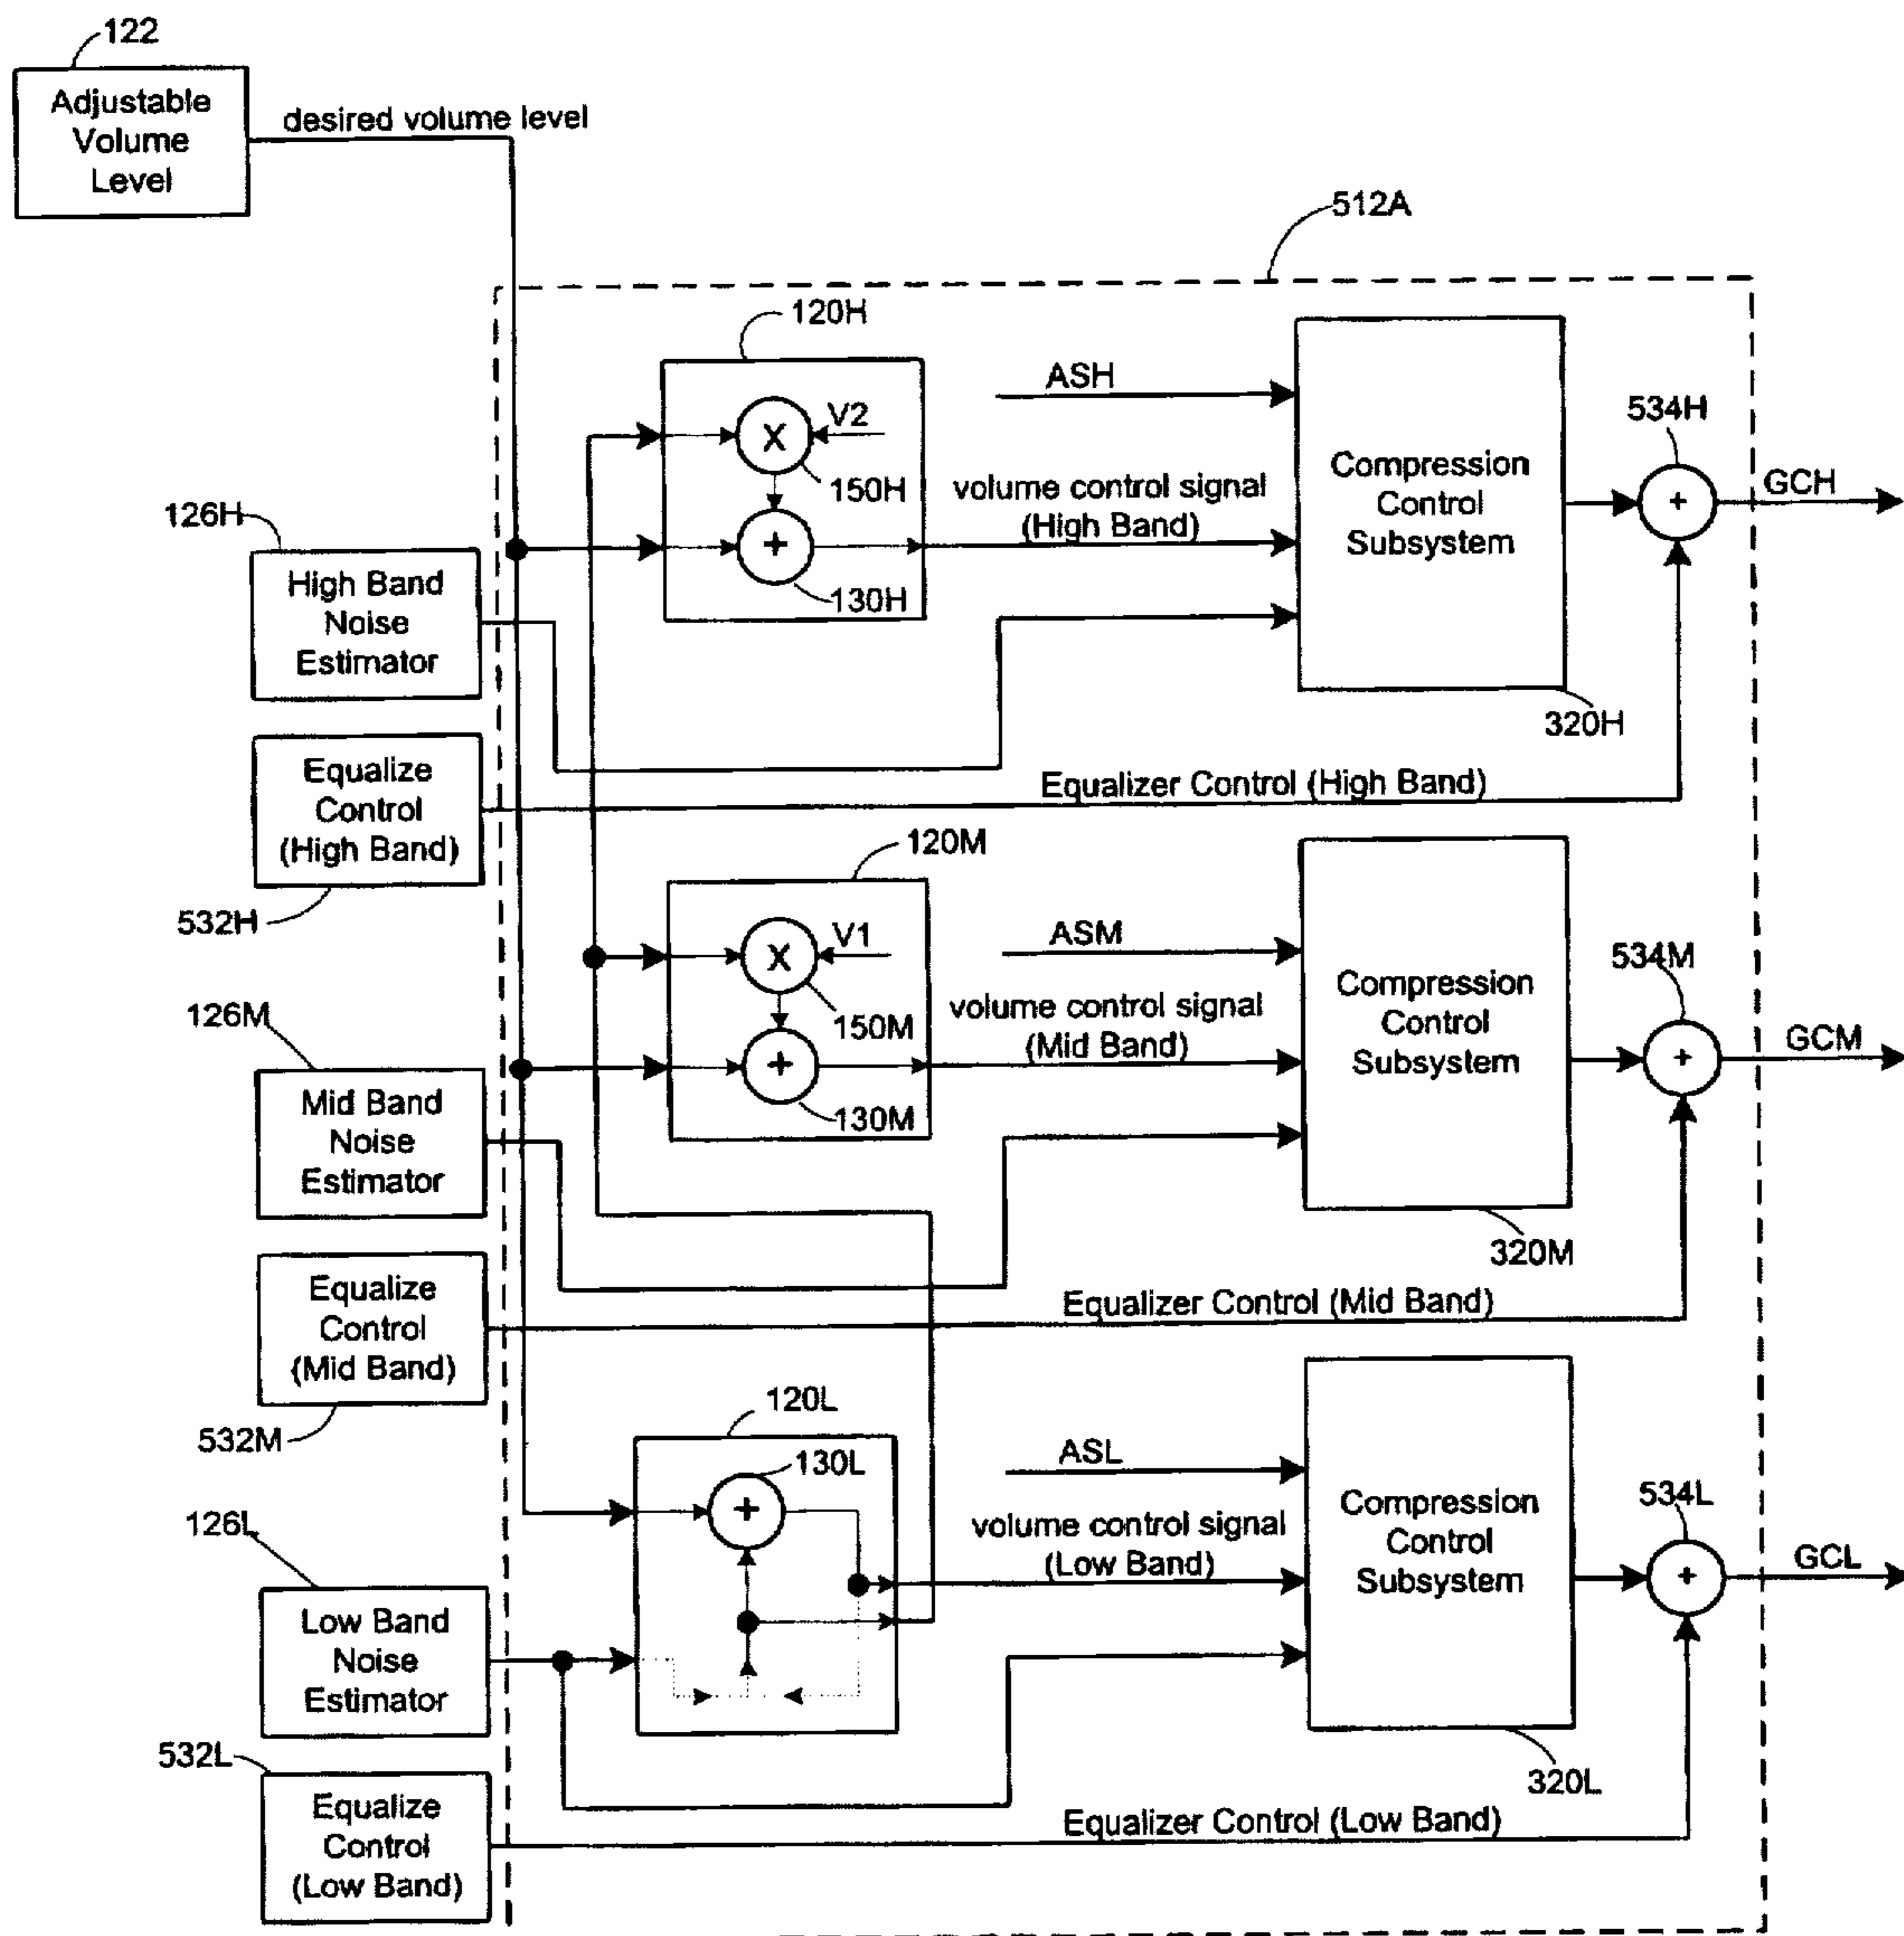 122
Adjustable
Volume
Level
desired volume level
512A
120H
ASH
V2
X
150H
534H
Compression
Control
Subsystem
GCH
volume control signal
(High Band)
126H
+
+
130H
High Band
Noise
Estimator
320H
Equalize
Control
(High Band)
Equalizer Control (High Band)
532H
120M
ASM
V1
X
150M
534M
Compression
Control
Subsystem
GCM
volume control signal
(Mid Band)
126M
+
+
130M
Mid Band
Noise
Estimator
320M
Equalize
Control
(Mid Band)
Equalizer Control (Mid Band)
532M
120L
130L
+
ASL
534L
Compression
Control
Subsystem
GCL
volume control signal
(Low Band)
126L
+
Low Band
Noise
Estimator
532L
320L
Equalize
Control
(Low Band)
Equalizer Control (Low Band)